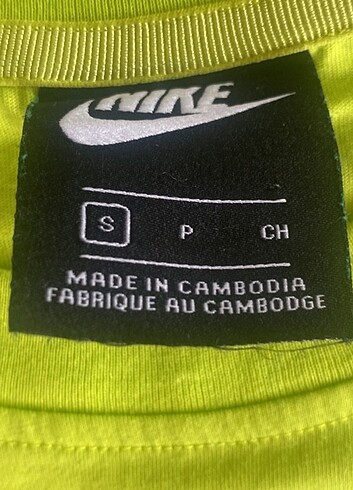 NIKE
S P CH
MADE IN CAMBODIA
FABRIQUE AU CAMBODGE